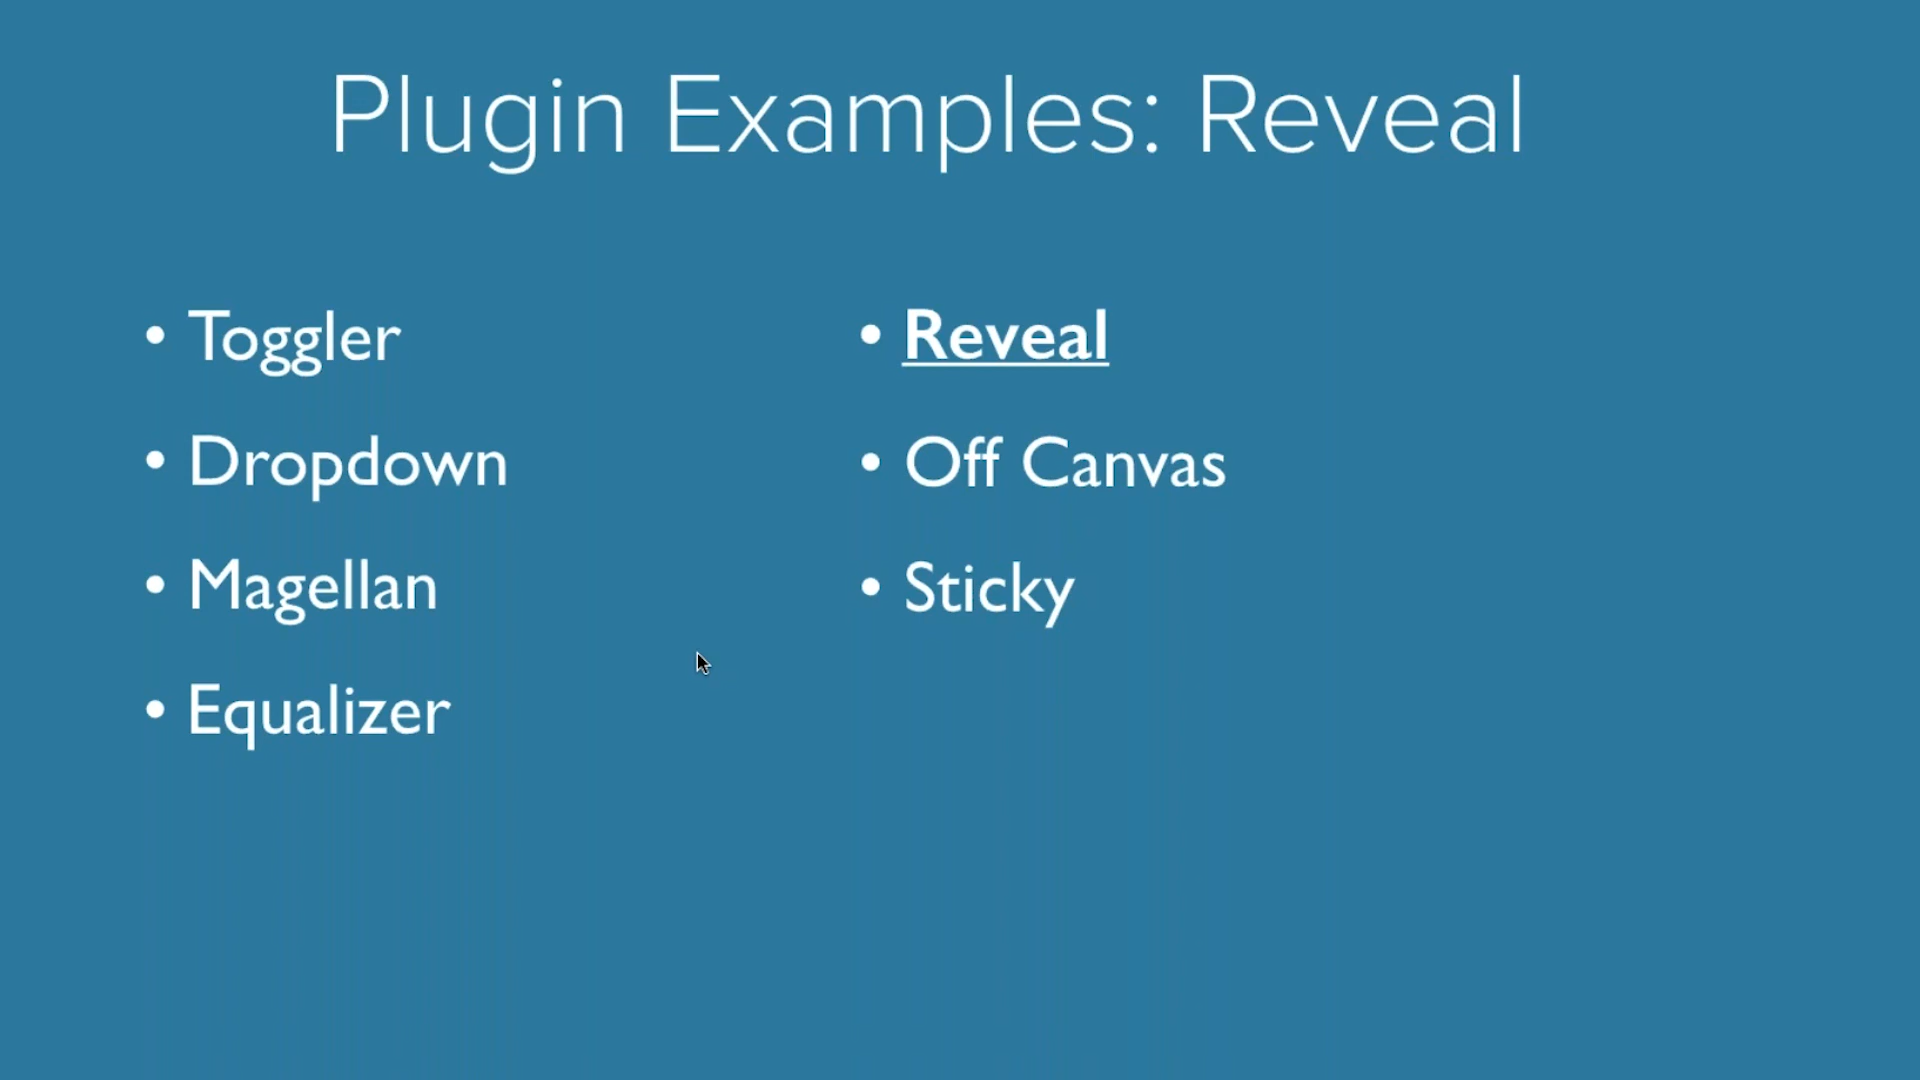 Plugin Examples: Reveal
• Toggler
• Dropdown
• Magellan
• Equalizer
• Reveal
• Off Canvas
• Sticky